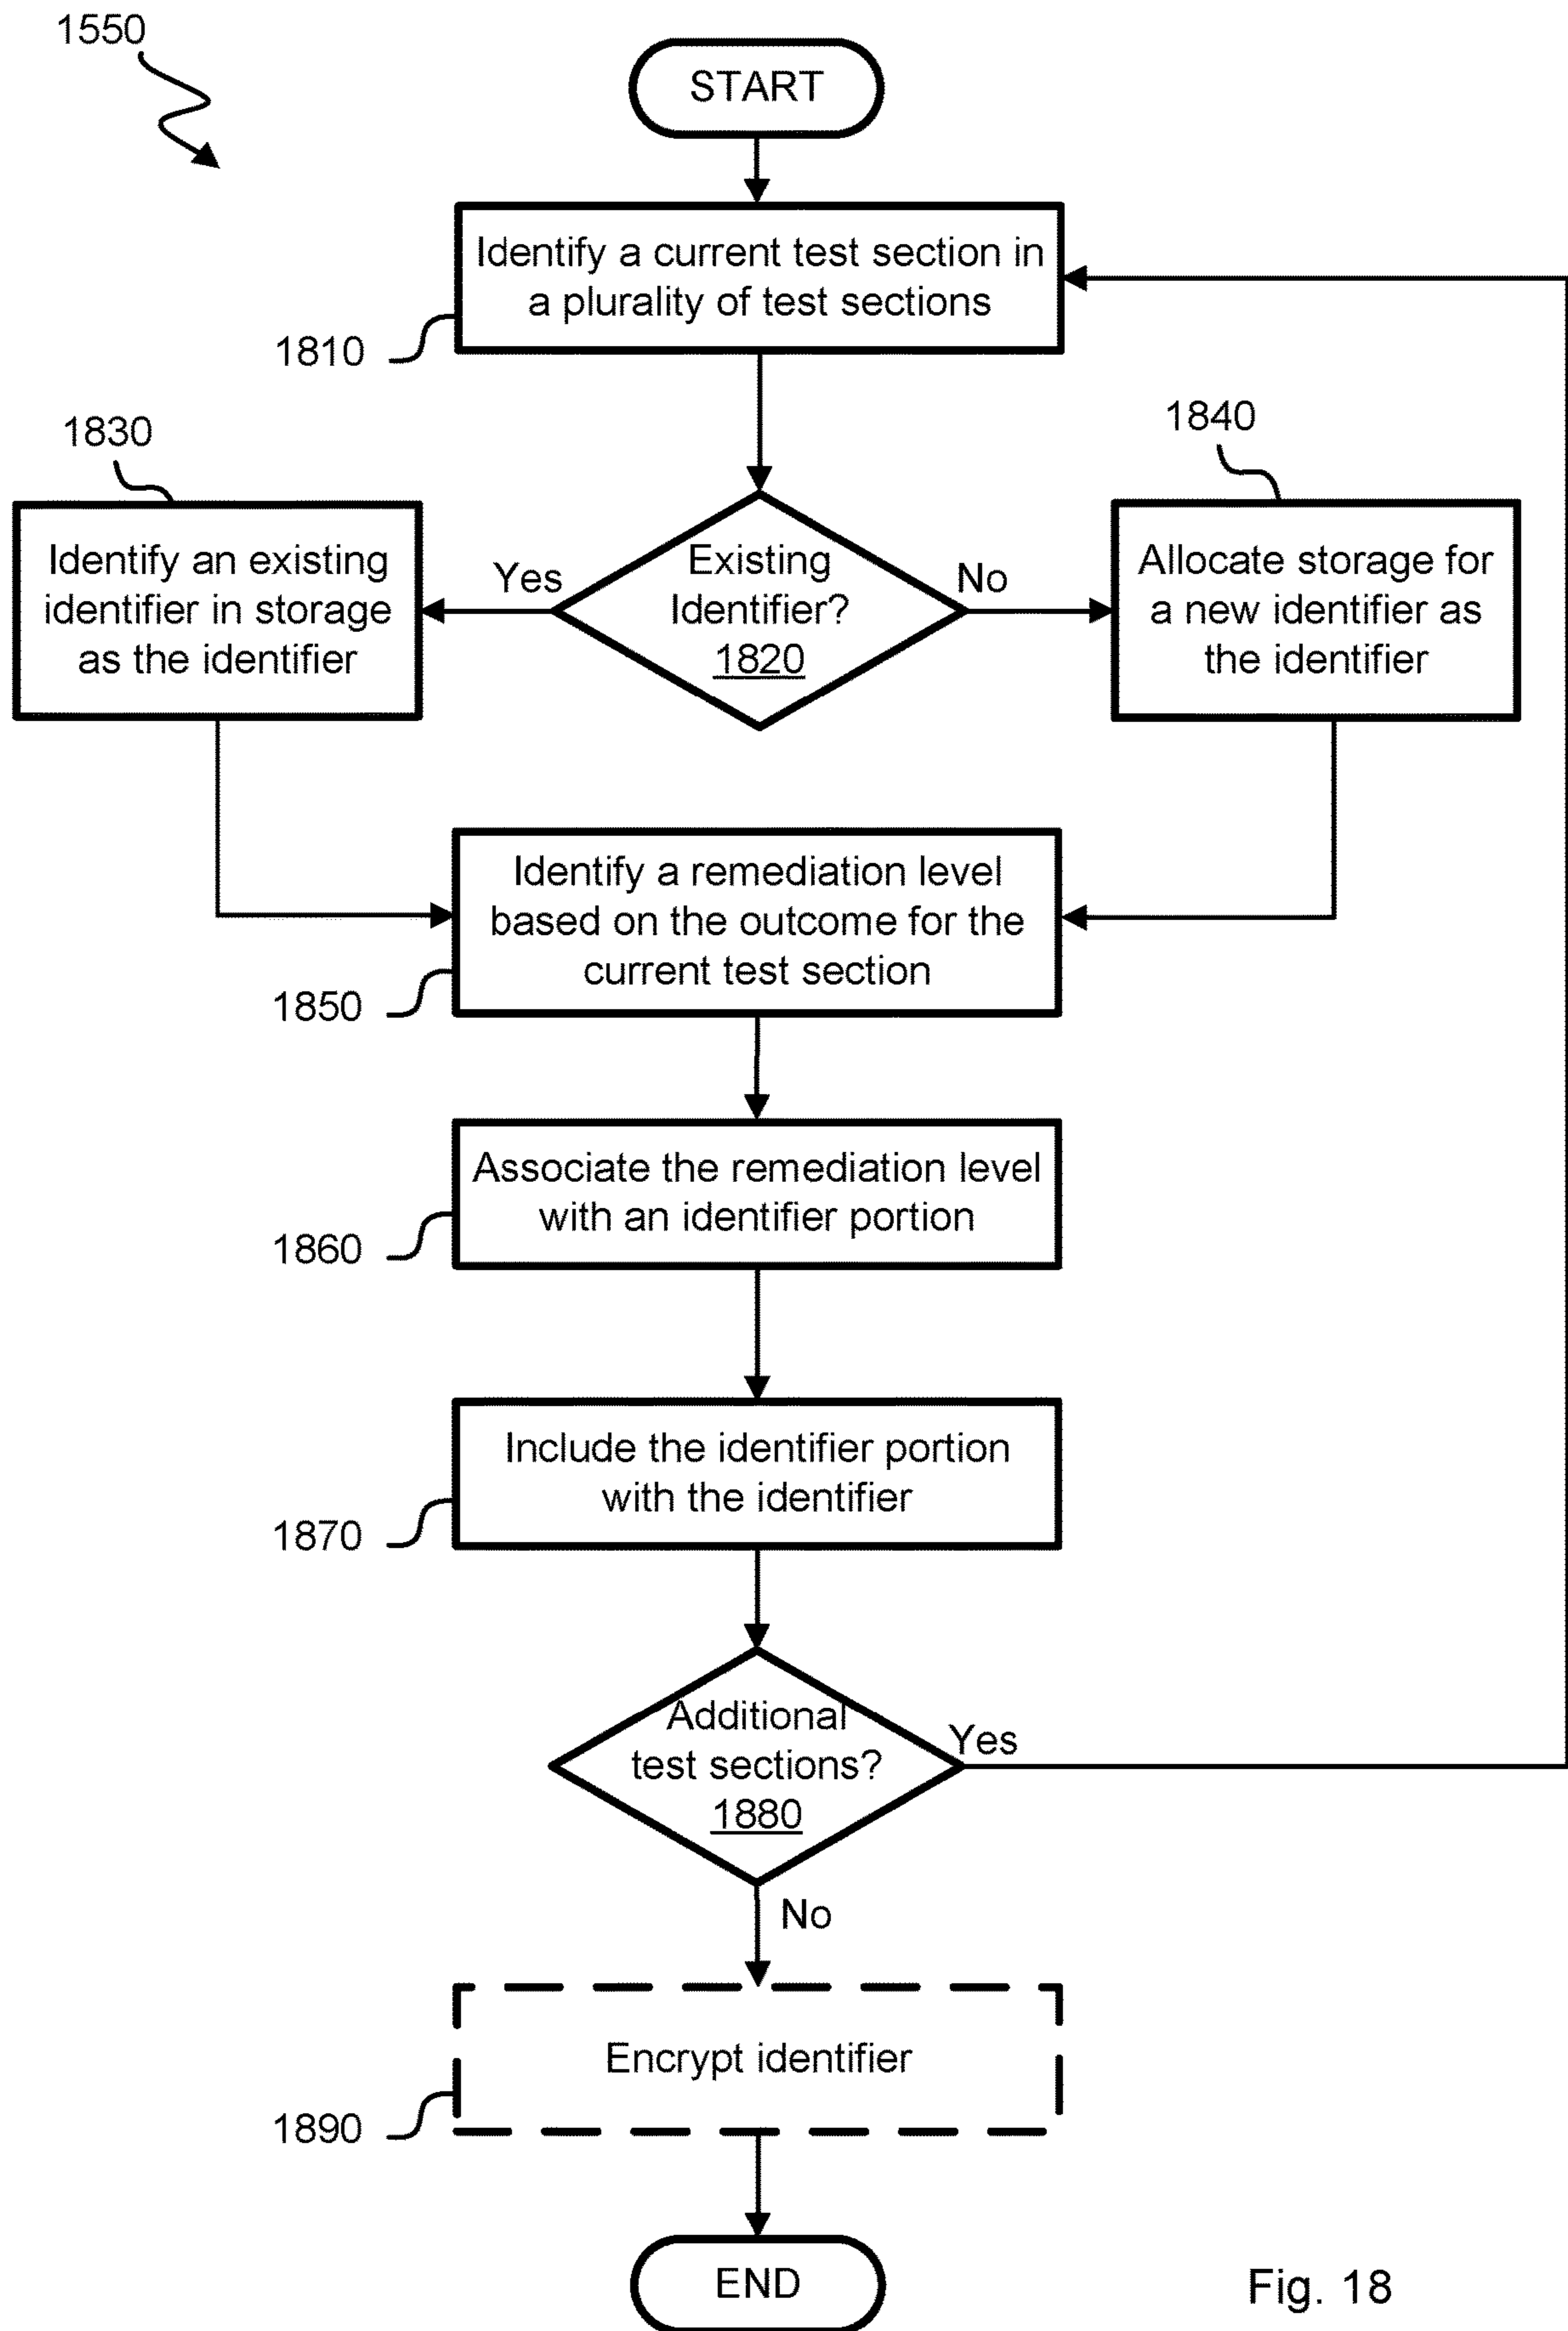 1550
START
Identify a current test section in
a plurality of test sections
1810
1830
1840
Identify an existing
identifier in storage
as the identifier
Yes
Existing
Identifier?
1820
No
Allocate storage for
a new identifier as
the identifier
Identify a remediation level
based on the outcome for the
current test section
1850
Associate the remediation level
with an identifier portion
1860
Include the identifier portion
with the identifier
1870
Additional
test sections?
1880
Yes
No
Encrypt identifier
1890
END
Fig. 18